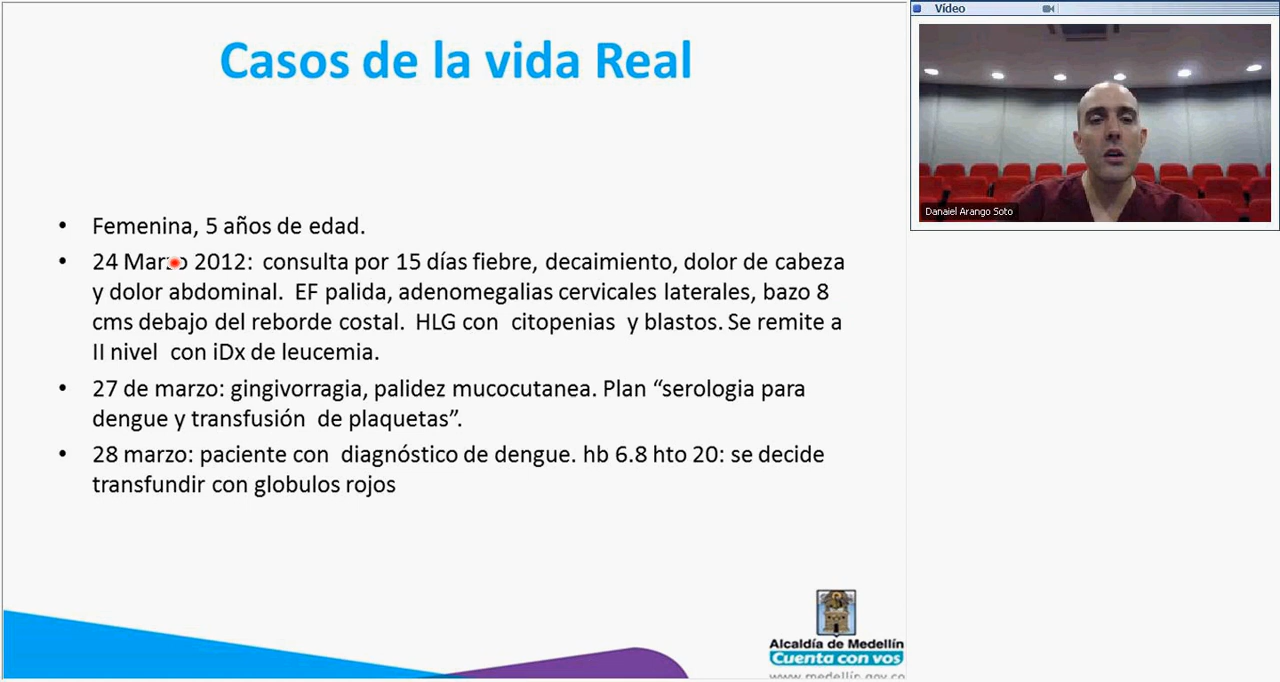 Casos de la vida Real
• Femenina, 5 años de edad.
• 24 Marzo 2012: consulta por 15 días fiebre, decaimiento, dolor de cabeza
y dolor abdominal. EF palida, adenomegalias cervicales laterales, bazo 8
cms debajo del reborde costal. HLG con citopenias y blastos. Se remite a
II nivel con iDx de leucemia.
• 27 de marzo: gingivorragia, palidez mucocutanea. Plan “serologia para
dengue y transfusión de plaquetas”.
• 28 marzo: paciente con diagnóstico de dengue. hb 6.8 hto 20: se decide
transfundir con globulos rojos
Alcaldía de Medellín
Cuenta con vos
www.medellin.gov.co
Vídeo
Danaiel Arango Soto